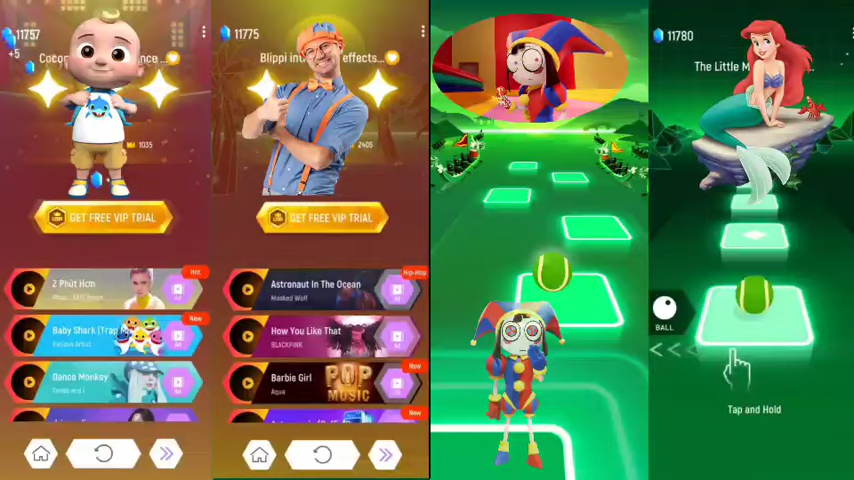 11757
+5
1035
GET FREE VIP TRIAL
Hot
2 Phút Hơn
New
Baby Shark
Dance Monkey
11775
Blippi
effects...
2405
GET FREE VIP TRIAL
Hip-Hop
Astronaut In The Ocean
Masked Wolf
How You Like That
BLACKPINK
New
Barbie Girl
Aqua
POP
MUSIC
New
11780
The Little
BALL
Tap and Hold